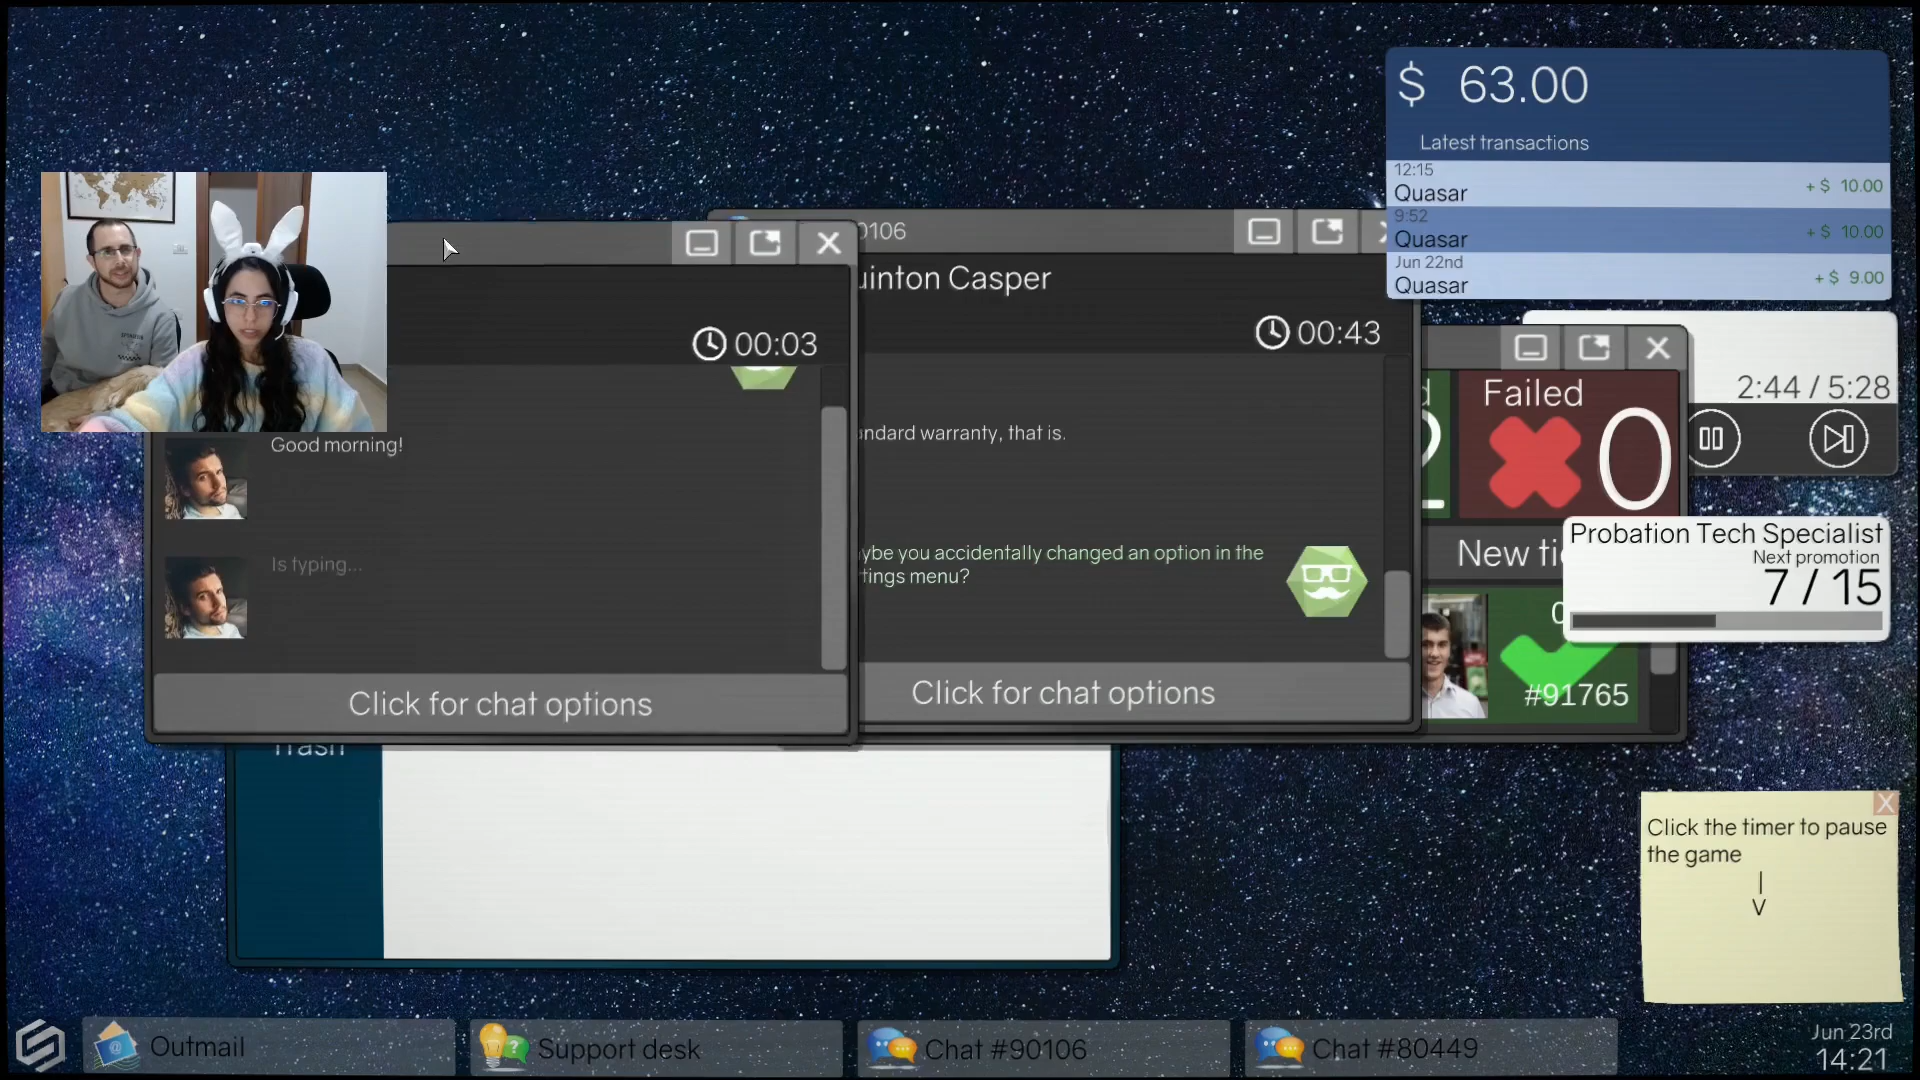 $ 63.00
Latest transactions
12:15
Quasar
+ $ 10.00
9:52
Quasar
+ $ 10.00
Jun 22nd
Quasar
+ $ 9.00
00:03
Good morning!
Is typing...
Click for chat options
0106
uinton Casper
00:43
andard warranty, that is.
ybe you accidentally changed an option in the
tings menu?
Click for chat options
Failed
0
New ti
#91765
2:44 / 5:28
Probation Tech Specialist
Next promotion
7 / 15
Trash
Click the timer to pause
the game
|
V
X
Outmail
Support desk
Chat #90106
Chat #80449
Jun 23rd
14:21